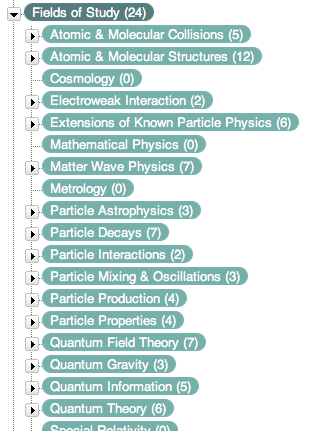 Fields of Study (24)
Atomic & Molecular Collisions (5)
Atomic & Molecular Structures (12)
Cosmology (0)
Electroweak Interaction (2)
Extensions of Known Particle Physics (6)
Mathematical Physics (0)
Matter Wave Physics (7)
Metrology (0)
Particle Astrophysics (3)
Particle Decays (7)
Particle Interactions (2)
Particle Mixing & Oscillations (3)
Particle Production (4)
Particle Properties (4)
Quantum Field Theory (7)
Quantum Gravity (3)
Quantum Information (5)
Quantum Theory (6)
Special Relativity (0)